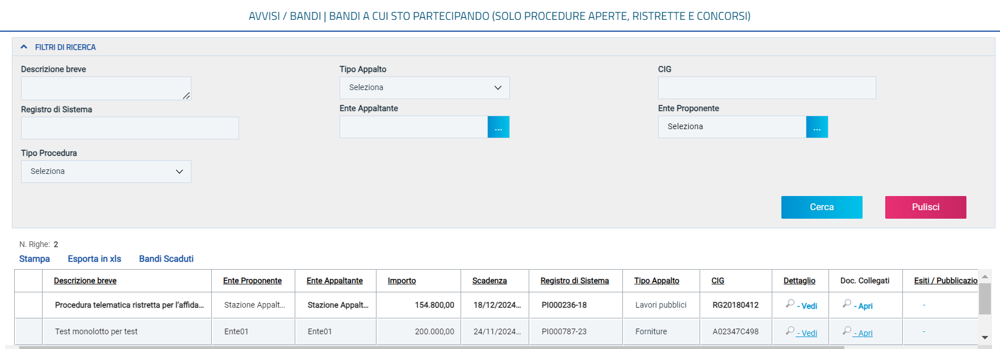 AVVISI / BANDI | BANDI A CUI STO PARTECIPANDO (SOLO PROCEDURE APERTE, RISTRETTE E CONCORSI)
FILTRI DI RICERCA
Descrizione breve Tipo Appalto CIG
Seleziona
Registro di Sistema Ente Appaltante Ente Proponente
... Seleziona ...
Tipo Procedura
Seleziona
Cerca Pulisci
N. Righe: 2
Stampa Esporta in xls Bandi Scaduti
Descrizione breve Ente Proponente Ente Appaltante Importo Scadenza Registro di Sistema Tipo Appalto CIG Dettaglio Doc. Collegati Esiti / Pubblicazio
Procedura telematica ristretta per l'affida... Stazione Appalt... Stazione Appalt... 154.800,00 18/12/2024... PI000236-18 Lavori pubblici RG20180412 - Vedi - Apri -
Test monolotto per test Ente01 Ente01 200.000,00 24/11/2024... PI000787-23 Forniture A02347C498 - Vedi - Apri -